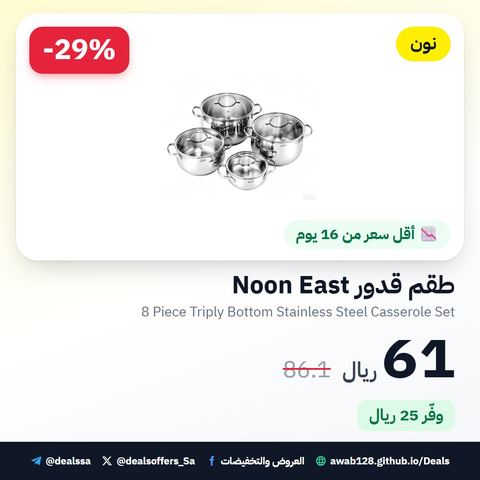 -29%
نون
أقل سعر من 16 يوم
طقم قدور Noon East
8 Piece Triply Bottom Stainless Steel Casserole Set
61 ريال 86.1
وفّر 25 ريال
@dealssa @dealsoffers_Sa العروض والتخفيضات awab128.github.io/Deals